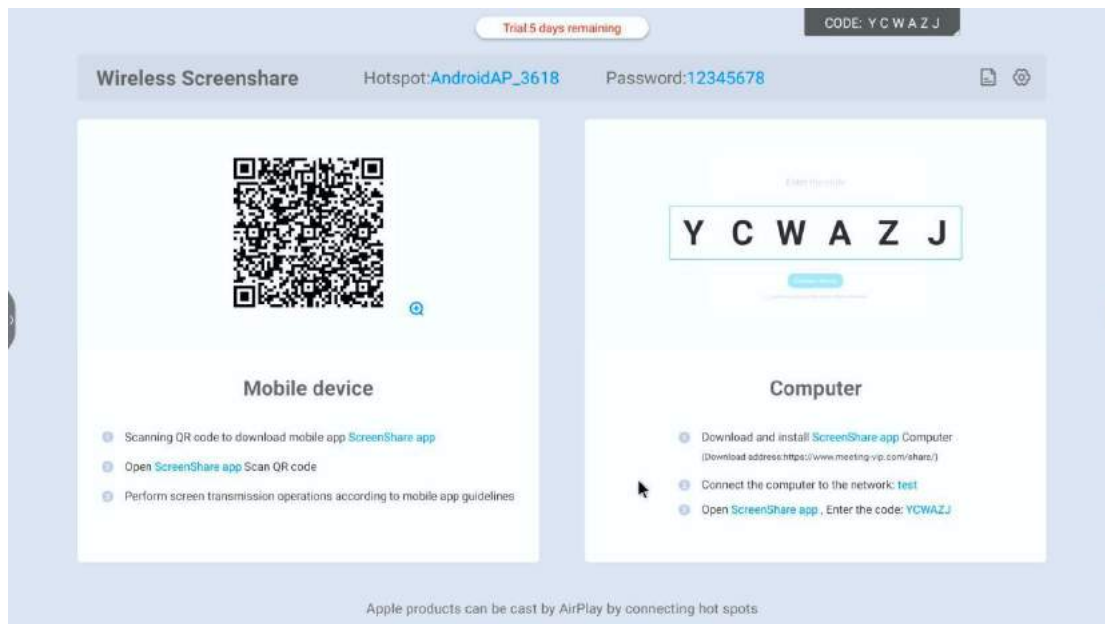 Trial:5 days remaining
CODE: Y C W A Z J
Wireless Screenshare
Hotspot:AndroidAP_3618
Password:12345678
Y C W A Z J
Mobile device
Scanning QR code to download mobile app ScreenShare app
Open ScreenShare app Scan QR code
Perform screen transmission operations according to mobile app guidelines
Computer
Download and install ScreenShare app Computer
(Download address:https://www.meeting-vip.com/share/)
Connect the computer to the network: test
Open ScreenShare app , Enter the code: YCWAZJ
Apple products can be cast by AirPlay by connecting hot spots